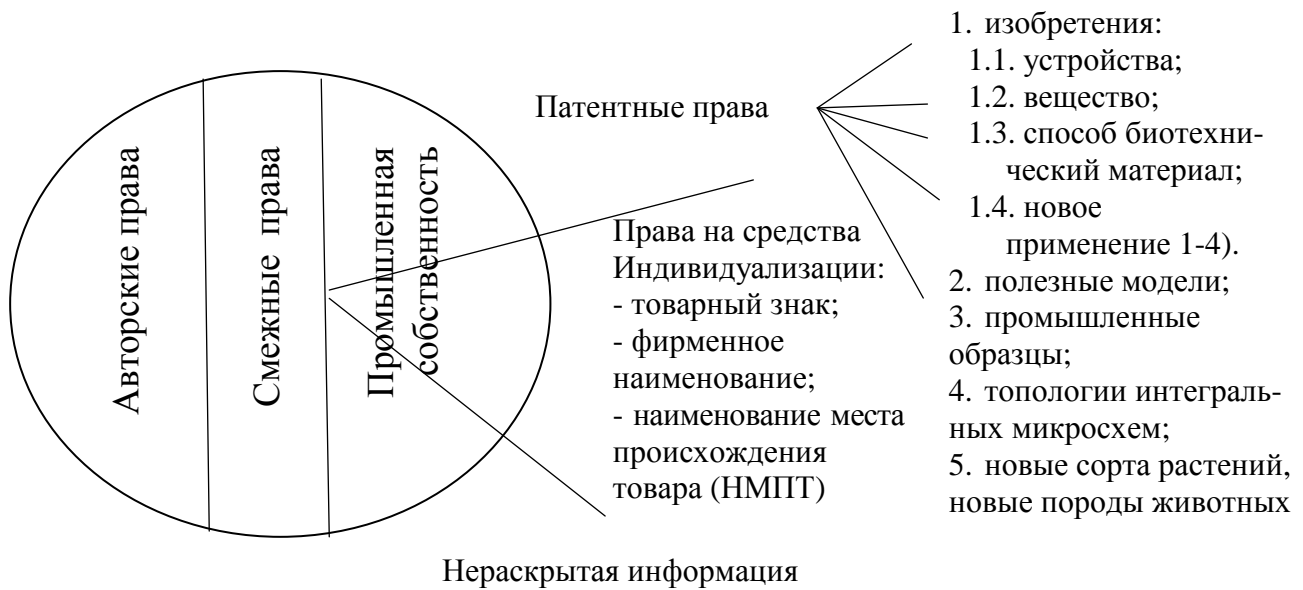 Авторские права
Смежные права
Промышленная
собственность
Патентные права
Права на средства
Индивидуализации:
- товарный знак;
- фирменное
наименование;
- наименование места
происхождения
товара (НМПТ)
Нераскрытая информация
1. изобретения:
1.1. устройства;
1.2. вещество;
1.3. способ биотехни-
ческий материал;
1.4. новое
применение 1-4).
2. полезные модели;
3. промышленные
образцы;
4. топологии интеграль-
ных микросхем;
5. новые сорта растений,
новые породы животных